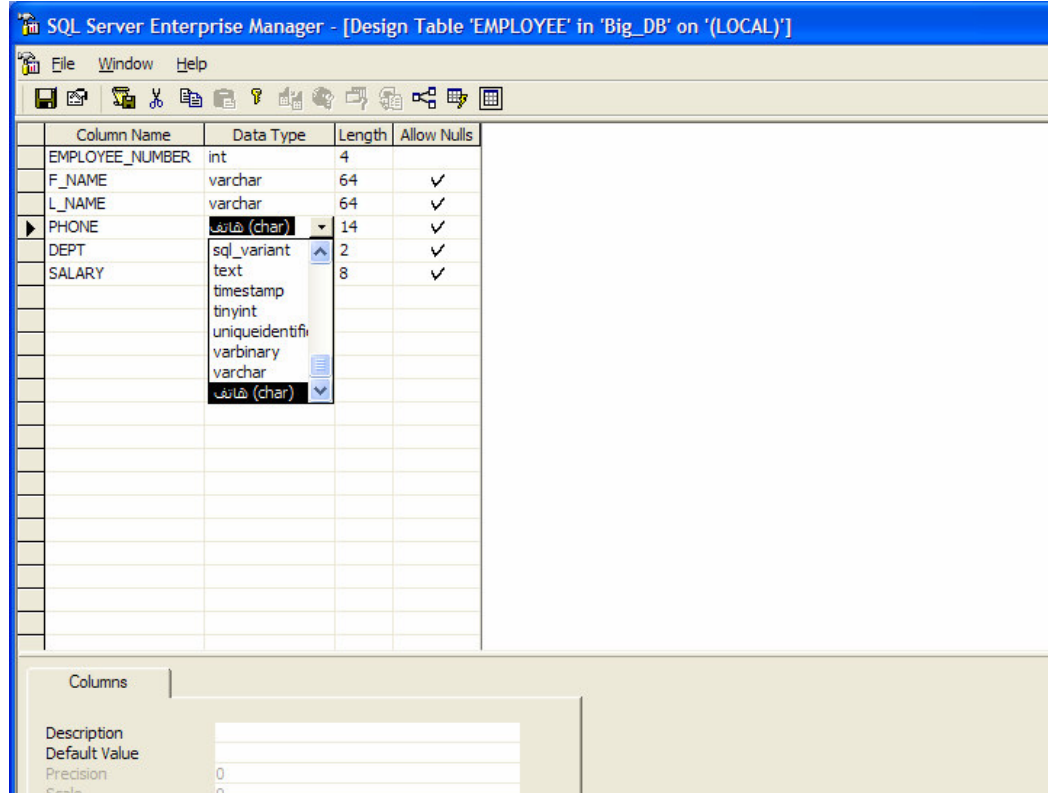 SQL Server Enterprise Manager - [Design Table 'EMPLOYEE' in 'Big_DB' on '(LOCAL)']
File Window Help
Column Name Data Type Length Allow Nulls
EMPLOYEE_NUMBER int 4
F_NAME varchar 64
L_NAME varchar 64
PHONE هاتف (char) 14
DEPT 2
SALARY 8
sql_variant
text
timestamp
tinyint
uniqueidentifi
varbinary
varchar
هاتف (char)
Columns
Description
Default Value
Precision 0
Scale 0